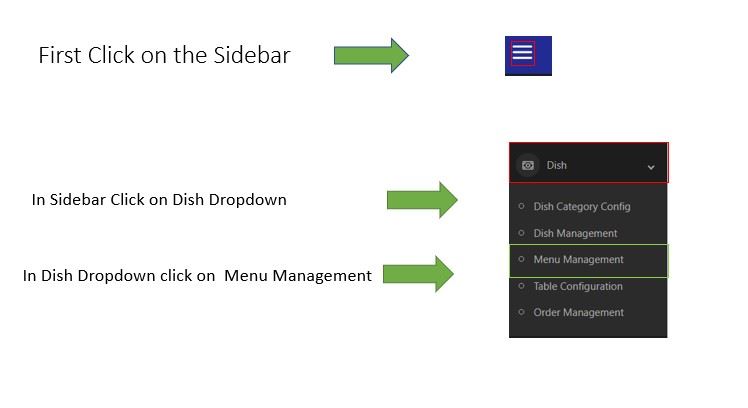 First Click on the Sidebar
Dish
In Sidebar Click on Dish Dropdown
Dish Category Config
Dish Management
Menu Management
In Dish Dropdown click on Menu Management
Table Configuration
Order Management